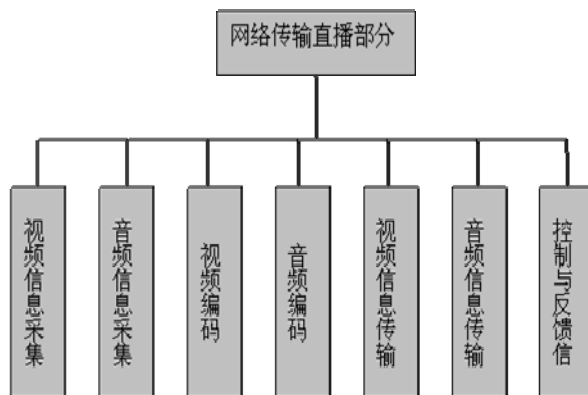 网络传输直播部分
视频信息采集
音频信息采集
视频编码
音频编码
视频信息传输
音频信息传输
控制与反馈信